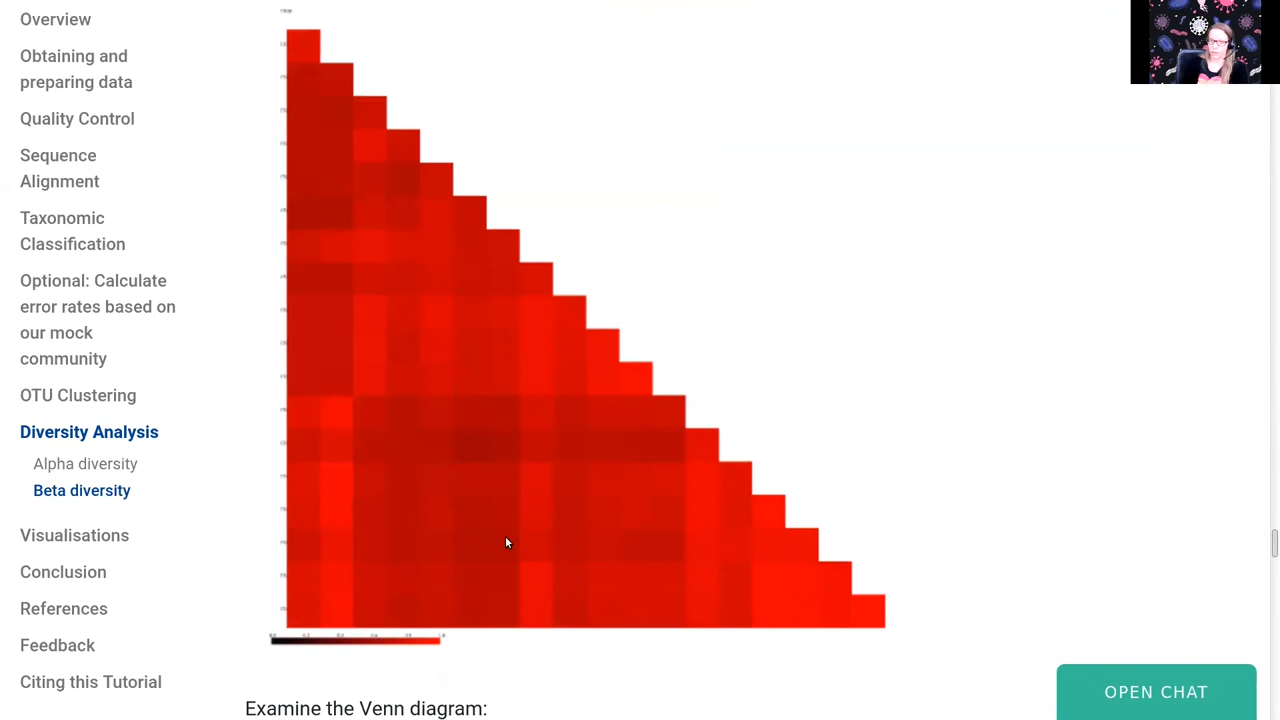 Overview
Obtaining and
preparing data
Quality Control
Sequence
Alignment
Taxonomic
Classification
Optional: Calculate
error rates based on
our mock
community
OTU Clustering
Diversity Analysis
Alpha diversity
Beta diversity
Visualisations
Conclusion
References
Feedback
Citing this Tutorial
Examine the Venn diagram:
OPEN CHAT